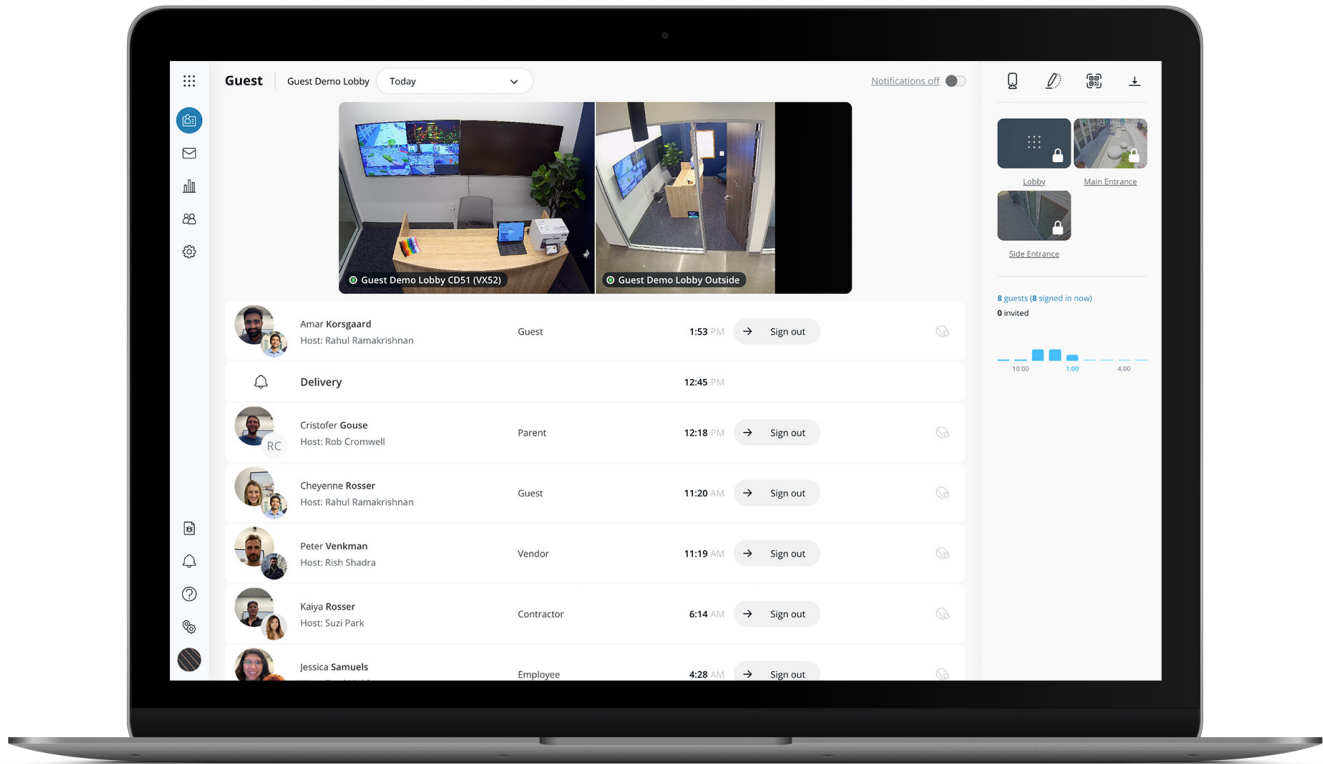 Guest
Guest Demo Lobby
Today
Notifications off
Guest Demo Lobby CD51 (VX52)
Guest Demo Lobby Outside
Lobby
Main Entrance
Side Entrance
8 guests (8 signed in now)
0 invited
10:00 1:00 4:00
Amar Korsgaard
Host: Rahul Ramakrishnan
Guest
1:53 PM
Sign out
Delivery
12:45 PM
RC
Cristofer Gouse
Host: Rob Cromwell
Parent
12:18 PM
Sign out
Cheyenne Rosser
Host: Rahul Ramakrishnan
Guest
11:20 AM
Sign out
Peter Venkman
Host: Rish Shadra
Vendor
11:19 AM
Sign out
Kaiya Rosser
Host: Suzi Park
Contractor
6:14 AM
Sign out
Jessica Samuels
Employee
4:28 AM
Sign out